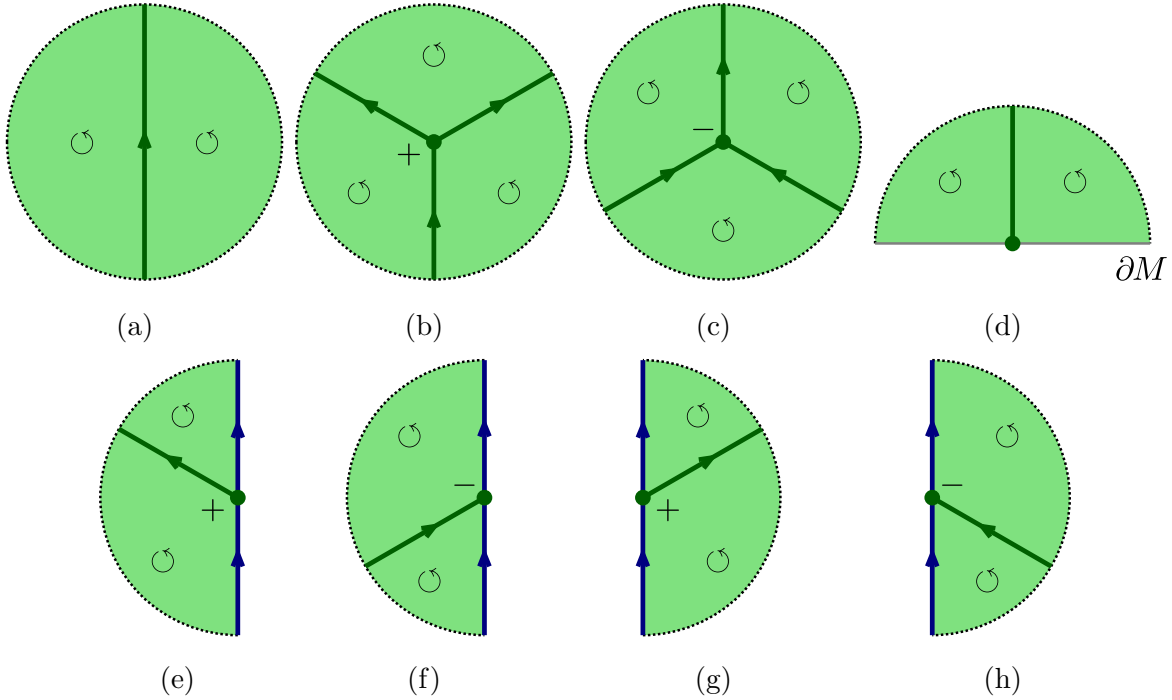 +
−
∂M
(a) (b) (c) (d)
+ − + −
(e) (f) (g) (h)